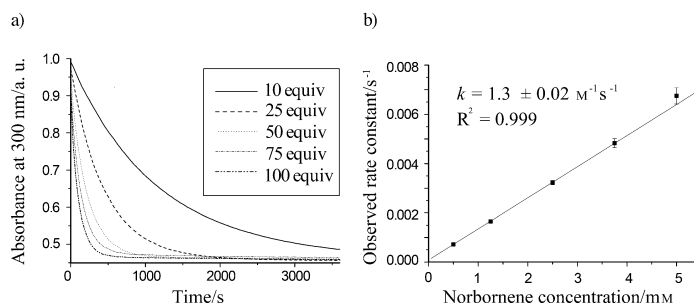 a)
Absorbance at 300 nm/a. u.
1.0
0.9
0.8
0.7
0.6
0.5
10 equiv
25 equiv
50 equiv
75 equiv
100 equiv
0
1000
2000
3000
Time/s
b)
Observed rate constant/s⁻¹
0.008
0.006
0.004
0.002
0.000
k = 1.3 ± 0.02 M⁻¹s⁻¹
R² = 0.999
0
1
2
3
4
5
Norbornene concentration/mM